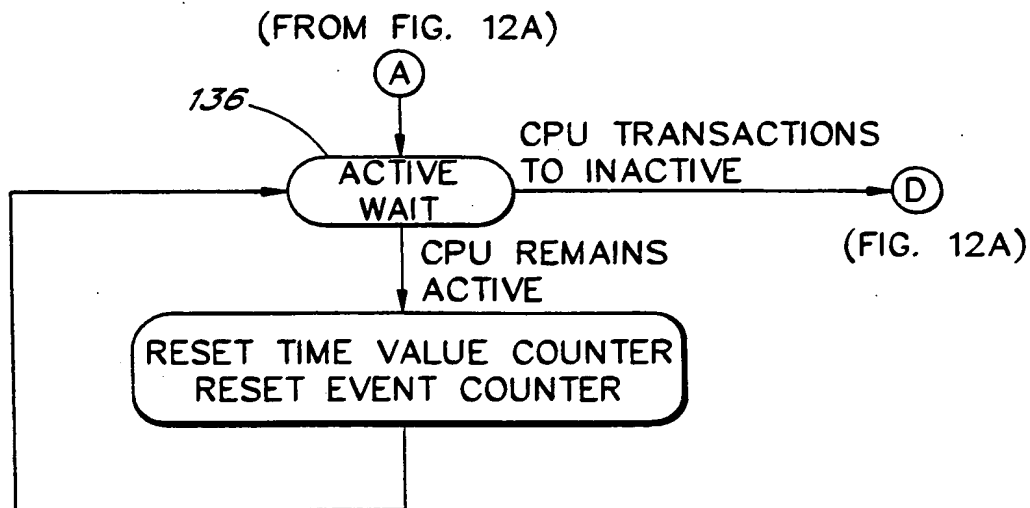 (FROM FIG. 12A)
A
136
CPU TRANSACTIONS
TO INACTIVE
ACTIVE
WAIT
D
(FIG. 12A)
CPU REMAINS
ACTIVE
RESET TIME VALUE COUNTER
RESET EVENT COUNTER